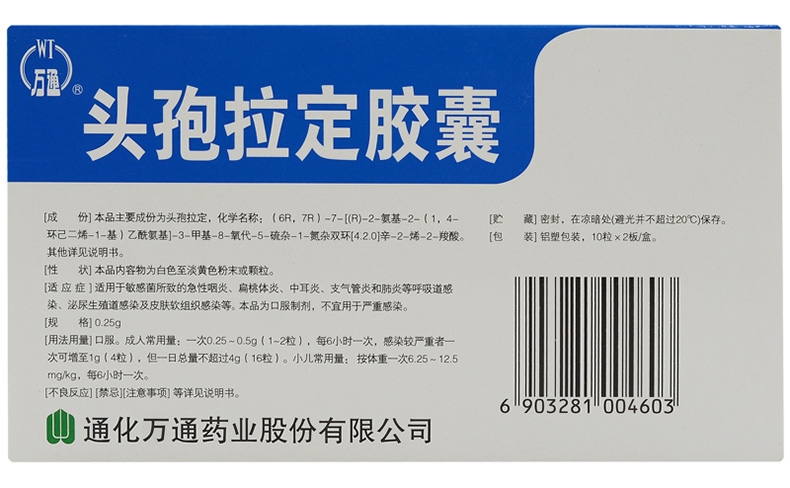 WT
万通®
头孢拉定胶囊
[成 份] 本品主要成份为头孢拉定，化学名称：（6R，7R）-7-[(R)-2-氨基-2-（1，4-
环己二烯-1-基）乙酰氨基]-3-甲基-8-氧代-5-硫杂-1-氮杂双环[4.2.0]辛-2-烯-2-羧酸。
其他详见说明书。
[性 状] 本品内容物为白色至淡黄色粉末或颗粒。
[适 应 症] 适用于敏感菌所致的急性咽炎、扁桃体炎、中耳炎、支气管炎和肺炎等呼吸道感
染、泌尿生殖道感染及皮肤软组织感染等。本品为口服制剂，不宜用于严重感染。
[规 格] 0.25g
[用法用量] 口服。成人常用量：一次0.25～0.5g（1~2粒），每6小时一次，感染较严重者一
次可增至1g（4粒），但一日总量不超过4g（16粒）。小儿常用量：按体重一次6.25～12.5
mg/kg，每6小时一次。
[不良反应] [禁忌][注意事项] 等详见说明书。
通化万通药业股份有限公司
[贮 藏] 密封，在凉暗处(避光并不超过20℃)保存。
[包 装] 铝塑包装，10粒×2板/盒。
6 903281 004603